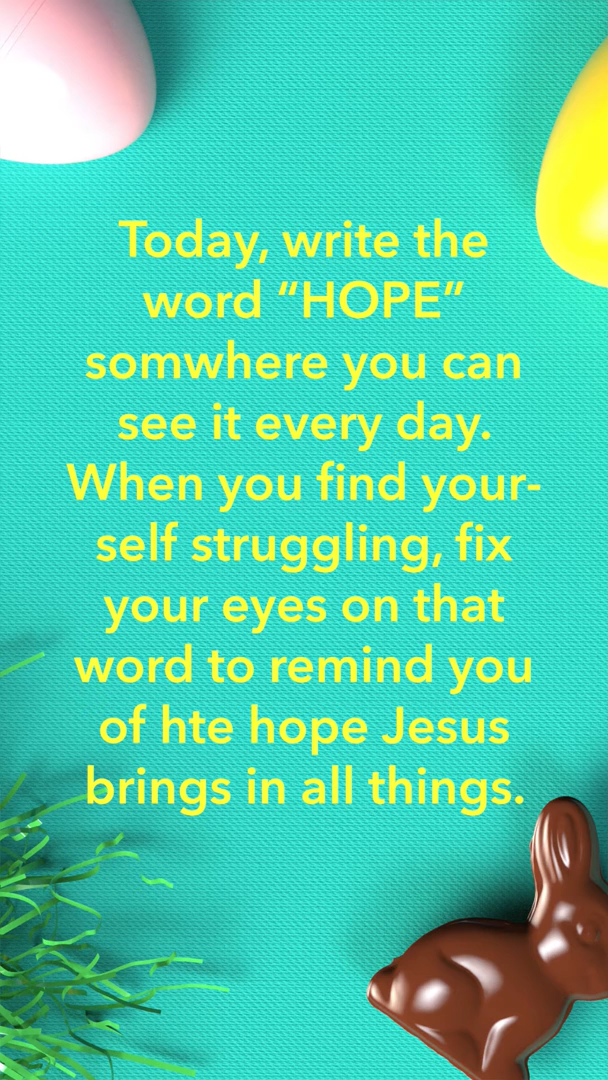 Today, write the
word “HOPE”
somwhere you can
see it every day.
When you find your-
self struggling, fix
your eyes on that
word to remind you
of hte hope Jesus
brings in all things.